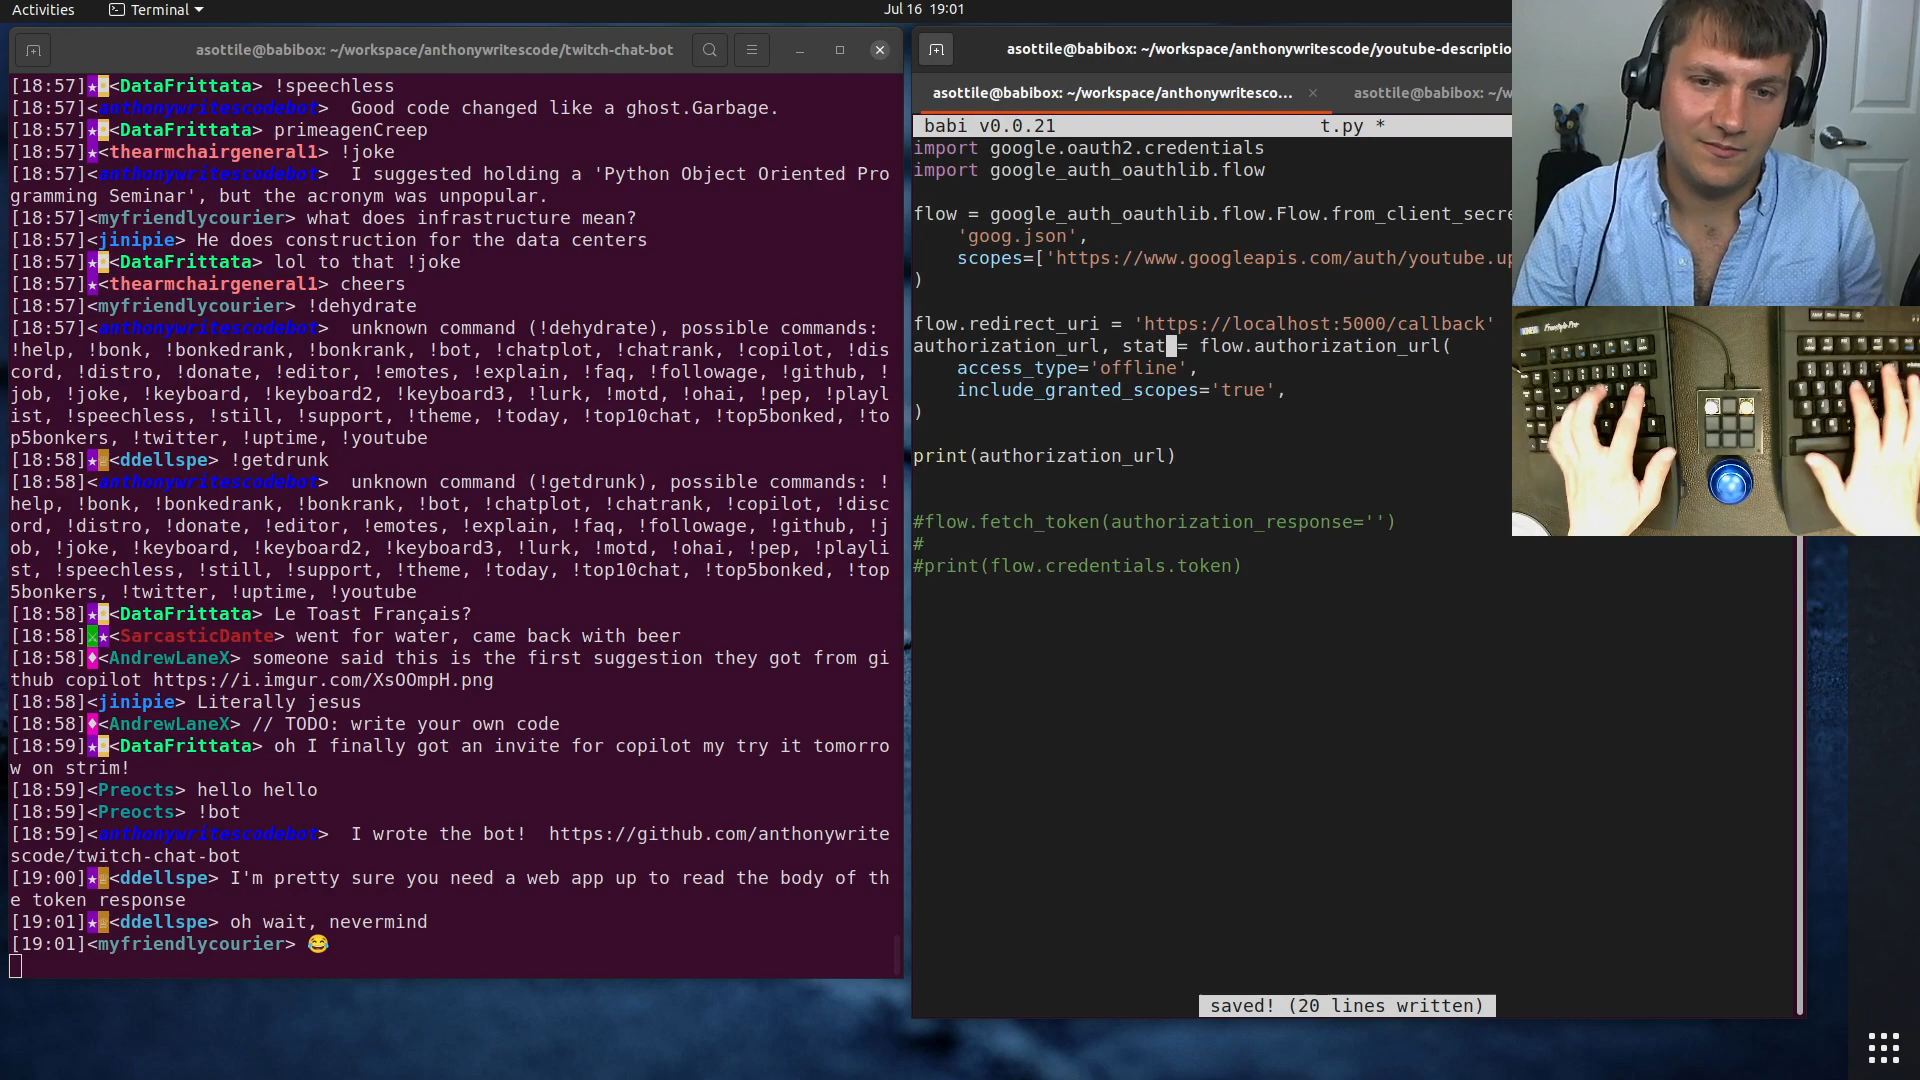 Activities
Terminal
Jul 16 19:01
asottile@babibox: ~/workspace/anthonywritescode/twitch-chat-bot
[18:57]<DataFrittata> !speechless
[18:57]<anthonywritescodebot> Good code changed like a ghost.Garbage.
[18:57]<DataFrittata> primeagenCreep
[18:57]<thearmchairgeneral1> !joke
[18:57]<anthonywritescodebot> I suggested holding a 'Python Object Oriented Pro
gramming Seminar', but the acronym was unpopular.
[18:57]<myfriendlycourier> what does infrastructure mean?
[18:57]<jinipie> He does construction for the data centers
[18:57]<DataFrittata> lol to that !joke
[18:57]<thearmchairgeneral1> cheers
[18:57]<myfriendlycourier> !dehydrate
[18:57]<anthonywritescodebot> unknown command (!dehydrate), possible commands:
!help, !bonk, !bonkedrank, !bonkrank, !bot, !chatplot, !chatrank, !copilot, !dis
cord, !distro, !donate, !editor, !emotes, !explain, !faq, !followage, !github, !
job, !joke, !keyboard, !keyboard2, !keyboard3, !lurk, !motd, !ohai, !pep, !playl
ist, !speechless, !still, !support, !theme, !today, !top10chat, !top5bonked, !to
p5bonkers, !twitter, !uptime, !youtube
[18:58]<ddellspe> !getdrunk
[18:58]<anthonywritescodebot> unknown command (!getdrunk), possible commands: !
help, !bonk, !bonkedrank, !bonkrank, !bot, !chatplot, !chatrank, !copilot, !disc
ord, !distro, !donate, !editor, !emotes, !explain, !faq, !followage, !github, !j
ob, !joke, !keyboard, !keyboard2, !keyboard3, !lurk, !motd, !ohai, !pep, !playli
st, !speechless, !still, !support, !theme, !today, !top10chat, !top5bonked, !top
5bonkers, !twitter, !uptime, !youtube
[18:58]<DataFrittata> Le Toast Français?
[18:58]<SarcasticDante> went for water, came back with beer
[18:58]<AndrewLaneX> someone said this is the first suggestion they got from gi
thub copilot https://i.imgur.com/XsOOmpH.png
[18:58]<jinipie> Literally jesus
[18:58]<AndrewLaneX> // TODO: write your own code
[18:59]<DataFrittata> oh I finally got an invite for copilot my try it tomorro
w on strim!
[18:59]<Preocts> hello hello
[18:59]<Preocts> !bot
[18:59]<anthonywritescodebot> I wrote the bot! https://github.com/anthonywrite
scode/twitch-chat-bot
[19:00]<ddellspe> I'm pretty sure you need a web app up to read the body of th
e token response
[19:01]<ddellspe> oh wait, nevermind
[19:01]<myfriendlycourier> 😂
asottile@babibox: ~/workspace/anthonywritescode/youtube-descriptio
asottile@babibox: ~/workspace/anthonywritesco...
asottile@babibox: ~/w
babi v0.0.21 t.py *
import google.oauth2.credentials
import google_auth_oauthlib.flow
flow = google_auth_oauthlib.flow.Flow.from_client_secre
'goog.json',
scopes=['https://www.googleapis.com/auth/youtube.up
)
flow.redirect_uri = 'https://localhost:5000/callback'
authorization_url, stat = flow.authorization_url(
access_type='offline',
include_granted_scopes='true',
)
print(authorization_url)
#flow.fetch_token(authorization_response='')
#
#print(flow.credentials.token)
saved! (20 lines written)